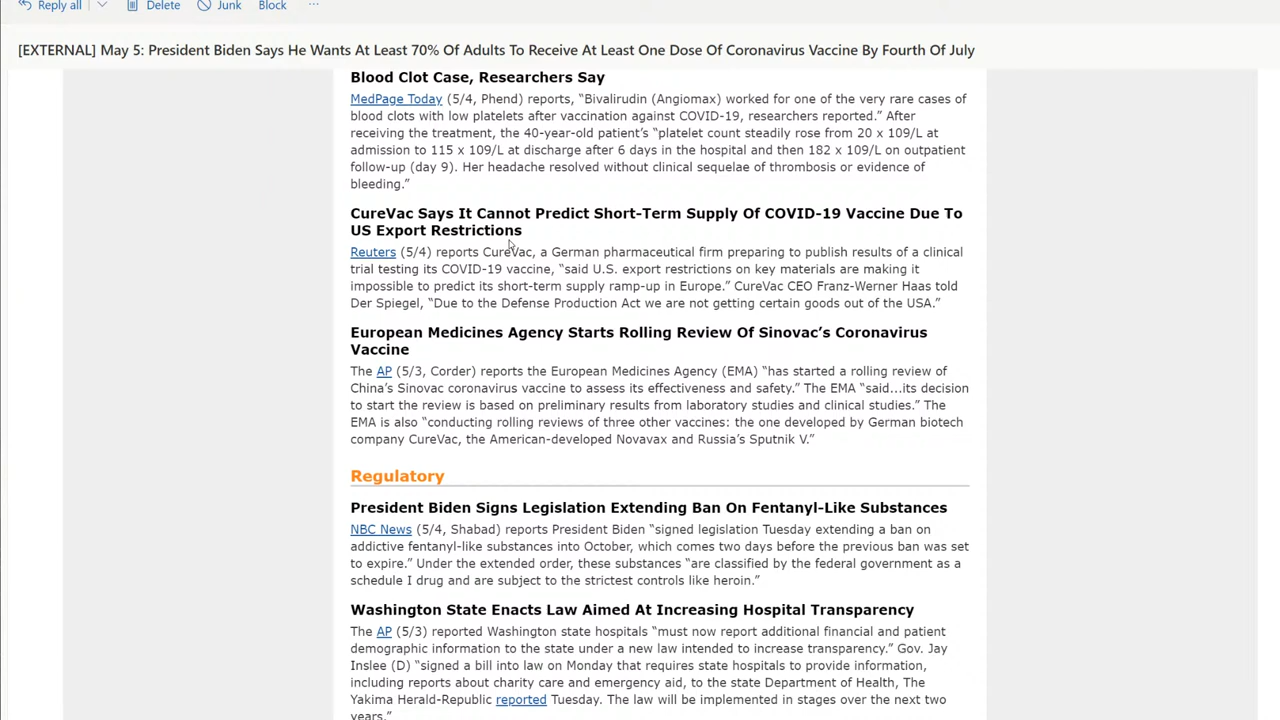 Reply all
Delete
Junk
Block
[EXTERNAL] May 5: President Biden Says He Wants At Least 70% Of Adults To Receive At Least One Dose Of Coronavirus Vaccine By Fourth Of July
Blood Clot Case, Researchers Say
MedPage Today (5/4, Phend) reports, “Bivalirudin (Angiomax) worked for one of the very rare cases of
blood clots with low platelets after vaccination against COVID-19, researchers reported.” After
receiving the treatment, the 40-year-old patient’s “platelet count steadily rose from 20 x 109/L at
admission to 115 x 109/L at discharge after 6 days in the hospital and then 182 x 109/L on outpatient
follow-up (day 9). Her headache resolved without clinical sequelae of thrombosis or evidence of
bleeding.”
CureVac Says It Cannot Predict Short-Term Supply Of COVID-19 Vaccine Due To
US Export Restrictions
Reuters (5/4) reports CureVac, a German pharmaceutical firm preparing to publish results of a clinical
trial testing its COVID-19 vaccine, “said U.S. export restrictions on key materials are making it
impossible to predict its short-term supply ramp-up in Europe.” CureVac CEO Franz-Werner Haas told
Der Spiegel, “Due to the Defense Production Act we are not getting certain goods out of the USA.”
European Medicines Agency Starts Rolling Review Of Sinovac’s Coronavirus
Vaccine
The AP (5/3, Corder) reports the European Medicines Agency (EMA) “has started a rolling review of
China’s Sinovac coronavirus vaccine to assess its effectiveness and safety.” The EMA “said...its decision
to start the review is based on preliminary results from laboratory studies and clinical studies.” The
EMA is also “conducting rolling reviews of three other vaccines: the one developed by German biotech
company CureVac, the American-developed Novavax and Russia’s Sputnik V.”
Regulatory
President Biden Signs Legislation Extending Ban On Fentanyl-Like Substances
NBC News (5/4, Shabad) reports President Biden “signed legislation Tuesday extending a ban on
addictive fentanyl-like substances into October, which comes two days before the previous ban was set
to expire.” Under the extended order, these substances “are classified by the federal government as a
schedule I drug and are subject to the strictest controls like heroin.”
Washington State Enacts Law Aimed At Increasing Hospital Transparency
The AP (5/3) reported Washington state hospitals “must now report additional financial and patient
demographic information to the state under a new law intended to increase transparency.” Gov. Jay
Inslee (D) “signed a bill into law on Monday that requires state hospitals to provide information,
including reports about charity care and emergency aid, to the state Department of Health, The
Yakima Herald-Republic reported Tuesday. The law will be implemented in stages over the next two
years.”